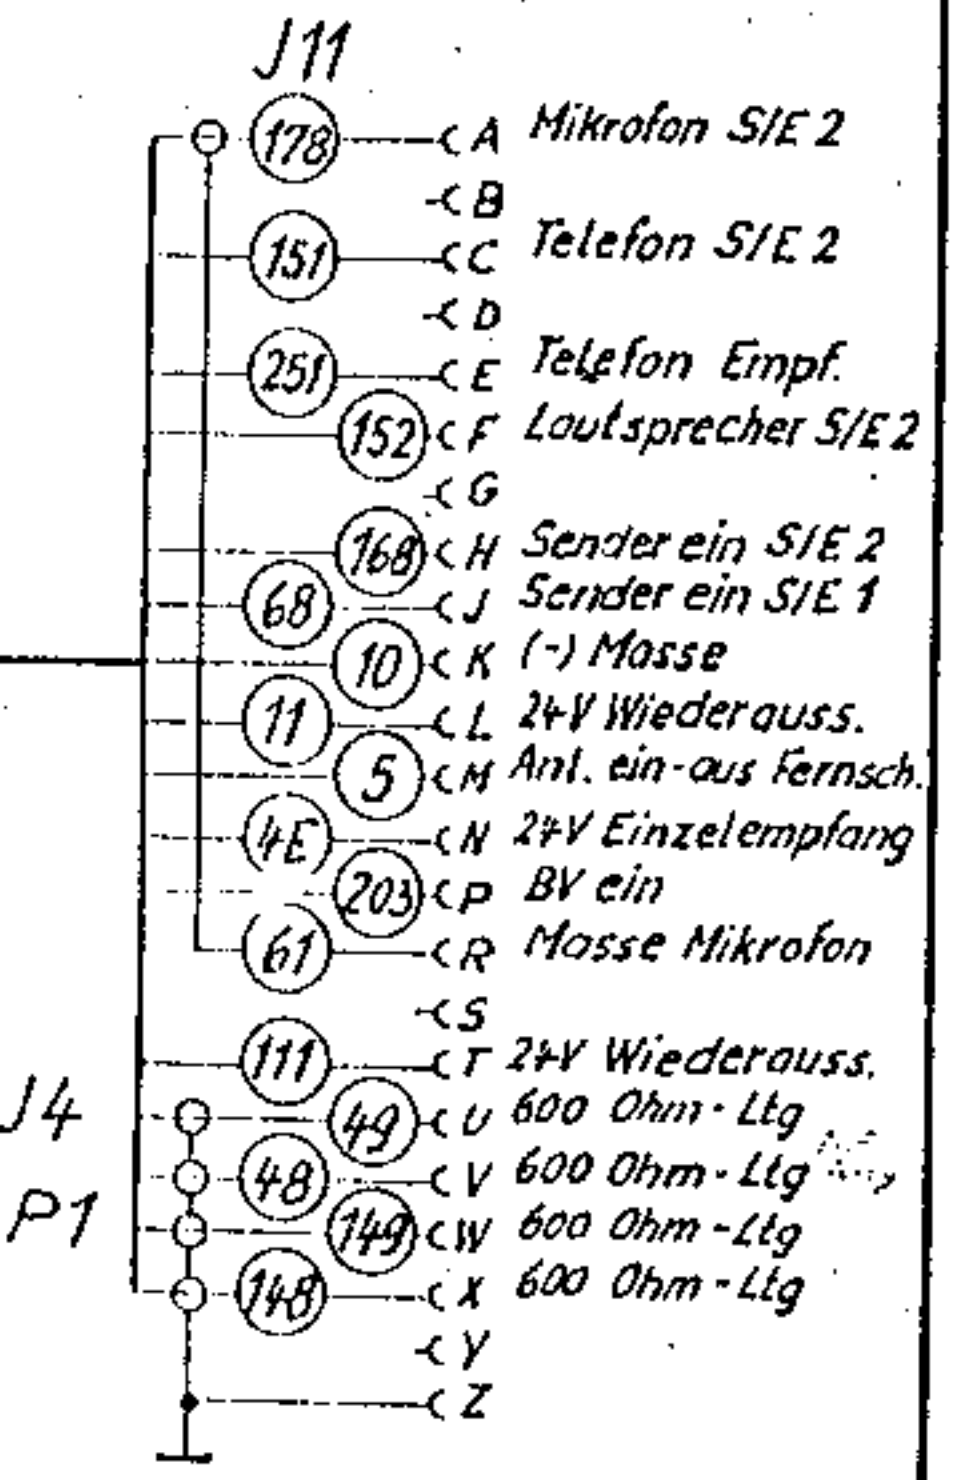 J11
178 A Mikrofon S/E 2
B
151 C Telefon S/E 2
D
251 E Telefon Empf.
152 F Lautsprecher S/E 2
G
168 H Sender ein S/E 2
68 J Sender ein S/E 1
10 K (-) Masse
11 L 24V Wiederauss.
5 M Ant. ein-aus Fernsch.
4E N 24V Einzelempfang
203 P BV ein
61 R Masse Mikrofon
S
111 T 24V Wiederauss.
J4
49 U 600 Ohm-Ltg
48 V 600 Ohm-Ltg
P1
149 W 600 Ohm-Ltg
148 X 600 Ohm-Ltg
Y
Z